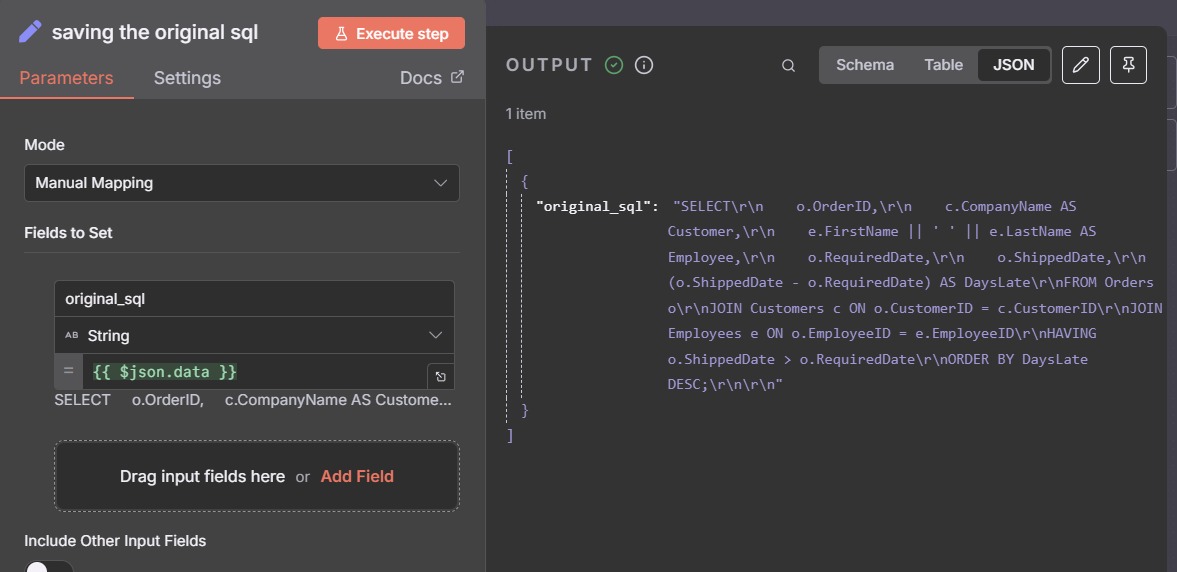 saving the original sql
Execute step
Parameters
Settings
Docs
Mode
Manual Mapping
Fields to Set
original_sql
AB String
= {{ $json.data }}
SELECT o.OrderID, c.CompanyName AS Custome...
Drag input fields here or Add Field
Include Other Input Fields
OUTPUT
Schema
Table
JSON
1 item
[
{
"original_sql": "SELECT\r\n    o.OrderID,\r\n    c.CompanyName AS
Customer,\r\n    e.FirstName || ' ' || e.LastName AS
Employee,\r\n    o.RequiredDate,\r\n    o.ShippedDate,\r\n
(o.ShippedDate - o.RequiredDate) AS DaysLate\r\nFROM Orders
o\r\nJOIN Customers c ON o.CustomerID = c.CustomerID\r\nJOIN
Employees e ON o.EmployeeID = e.EmployeeID\r\nHAVING
o.ShippedDate > o.RequiredDate\r\nORDER BY DaysLate
DESC;\r\n\r\n"
}
]